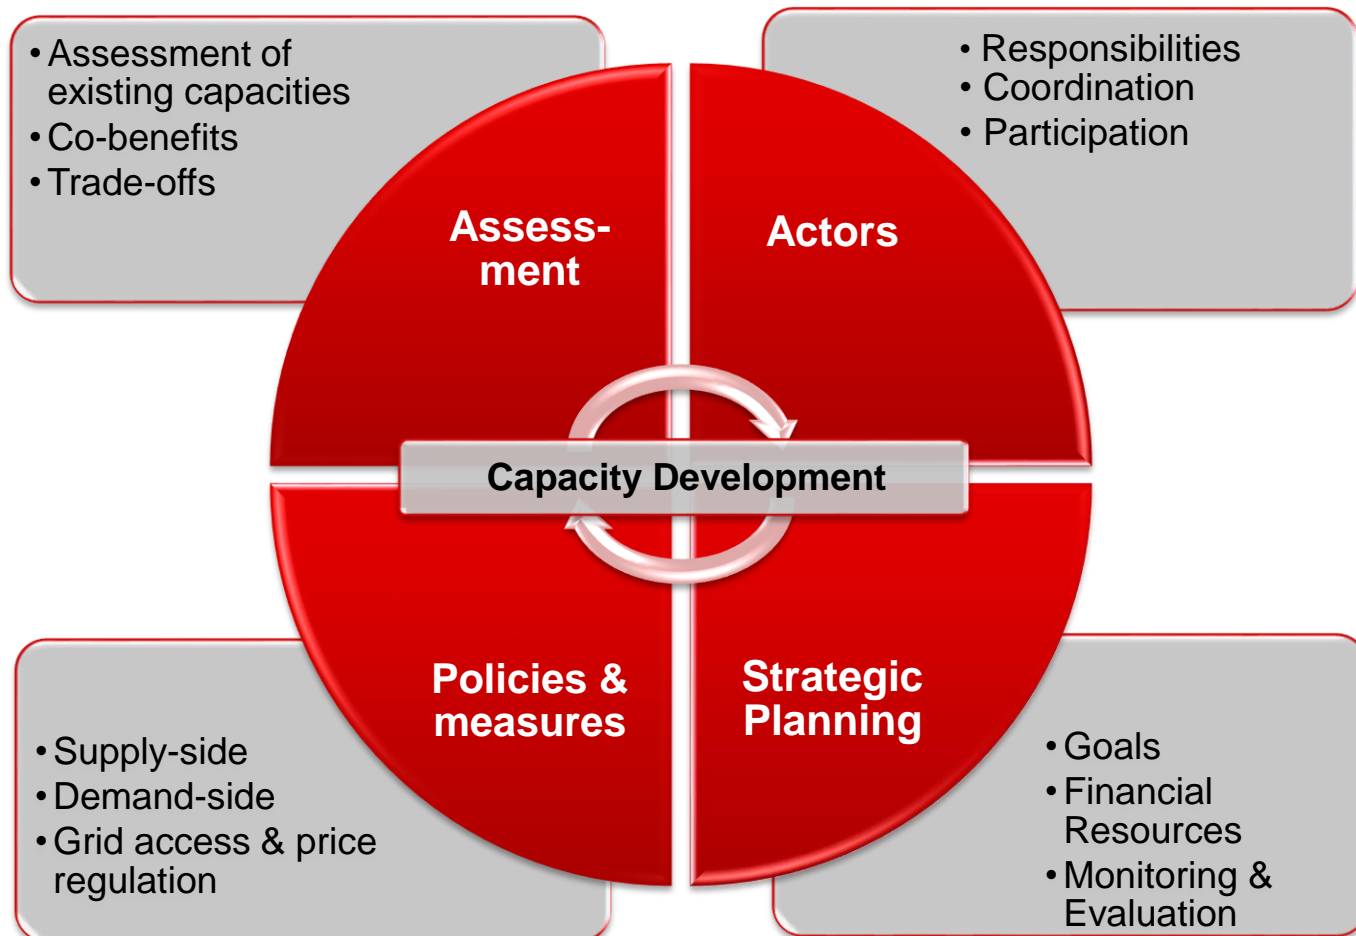 • Assessment of
existing capacities
• Co-benefits
• Trade-offs
• Responsibilities
• Coordination
• Participation
Assess-
ment
Actors
Capacity Development
Policies &
measures
Strategic
Planning
• Supply-side
• Demand-side
• Grid access & price
regulation
• Goals
• Financial
Resources
• Monitoring &
Evaluation